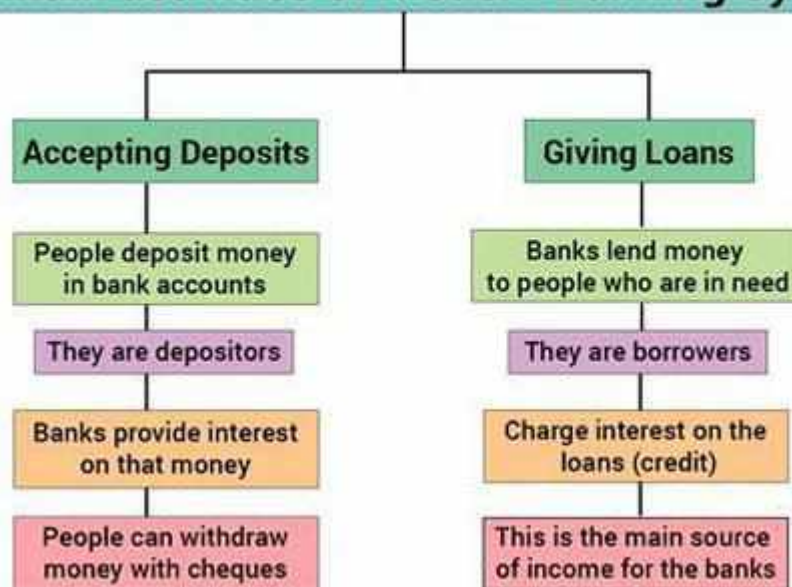 Accepting Deposits
People deposit money
in bank accounts
They are depositors
Banks provide interest
on that money
People can withdraw
money with cheques
Giving Loans
Banks lend money
to people who are in need
They are borrowers
Charge interest on the
loans (credit)
This is the main source
of income for the banks